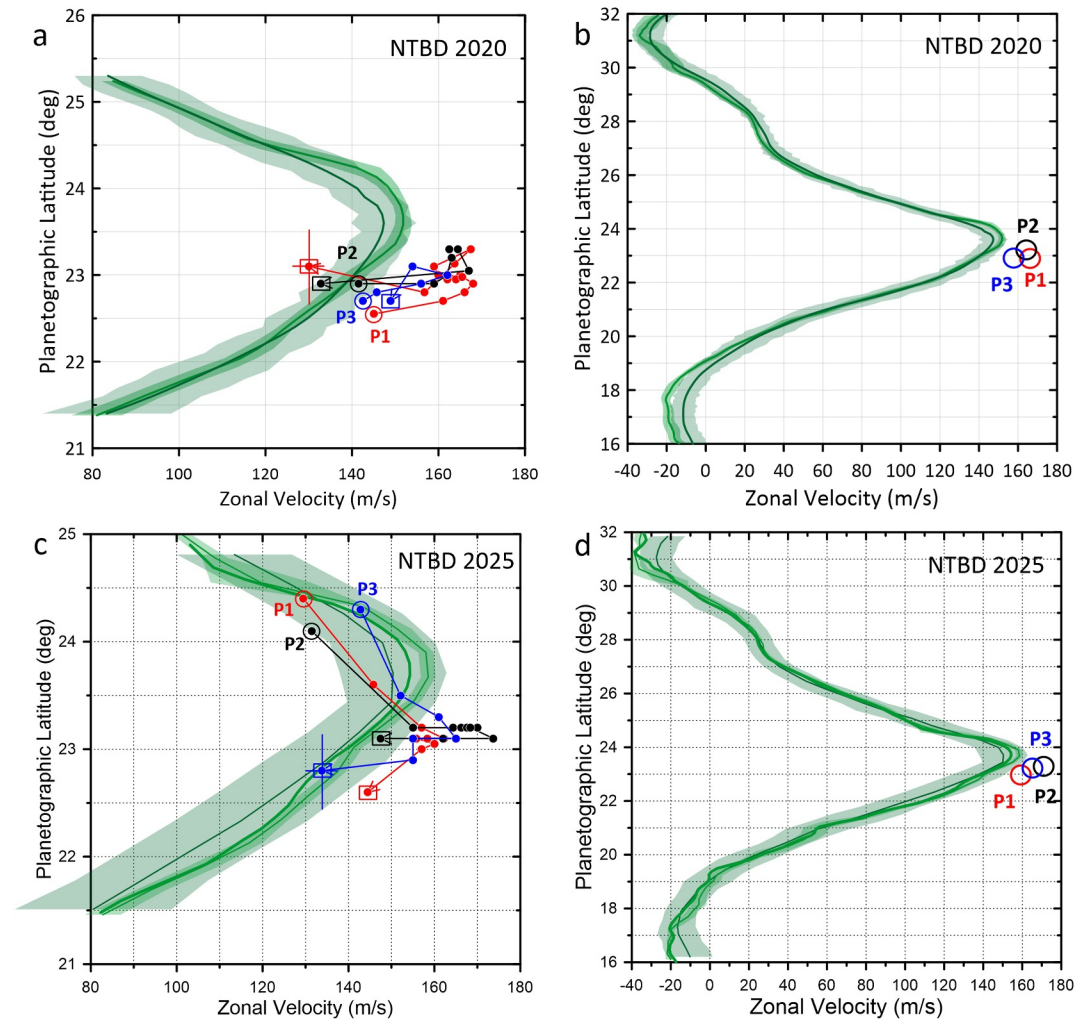 a
NTBD 2020
Planetographic Latitude (deg)
26
25
24
23
22
21
P2
P3
P1
80 100 120 140 160 180
Zonal Velocity (m/s)
b
NTBD 2020
Planetographic Latitude (deg)
32
30
28
26
24
22
20
18
16
P2
P3 P1
-40 -20 0 20 40 60 80 100 120 140 160 180
Zonal Velocity (m/s)
c
NTBD 2025
Planetographic Latitude (deg)
25
24
23
22
21
P3
P1
P2
80 100 120 140 160 180
Zonal Velocity (m/s)
d
NTBD 2025
Planetographic Latitude (deg)
32
30
28
26
24
22
20
18
16
P3
P1 P2
-40 -20 0 20 40 60 80 100 120 140 160 180
Zonal Velocity (m/s)